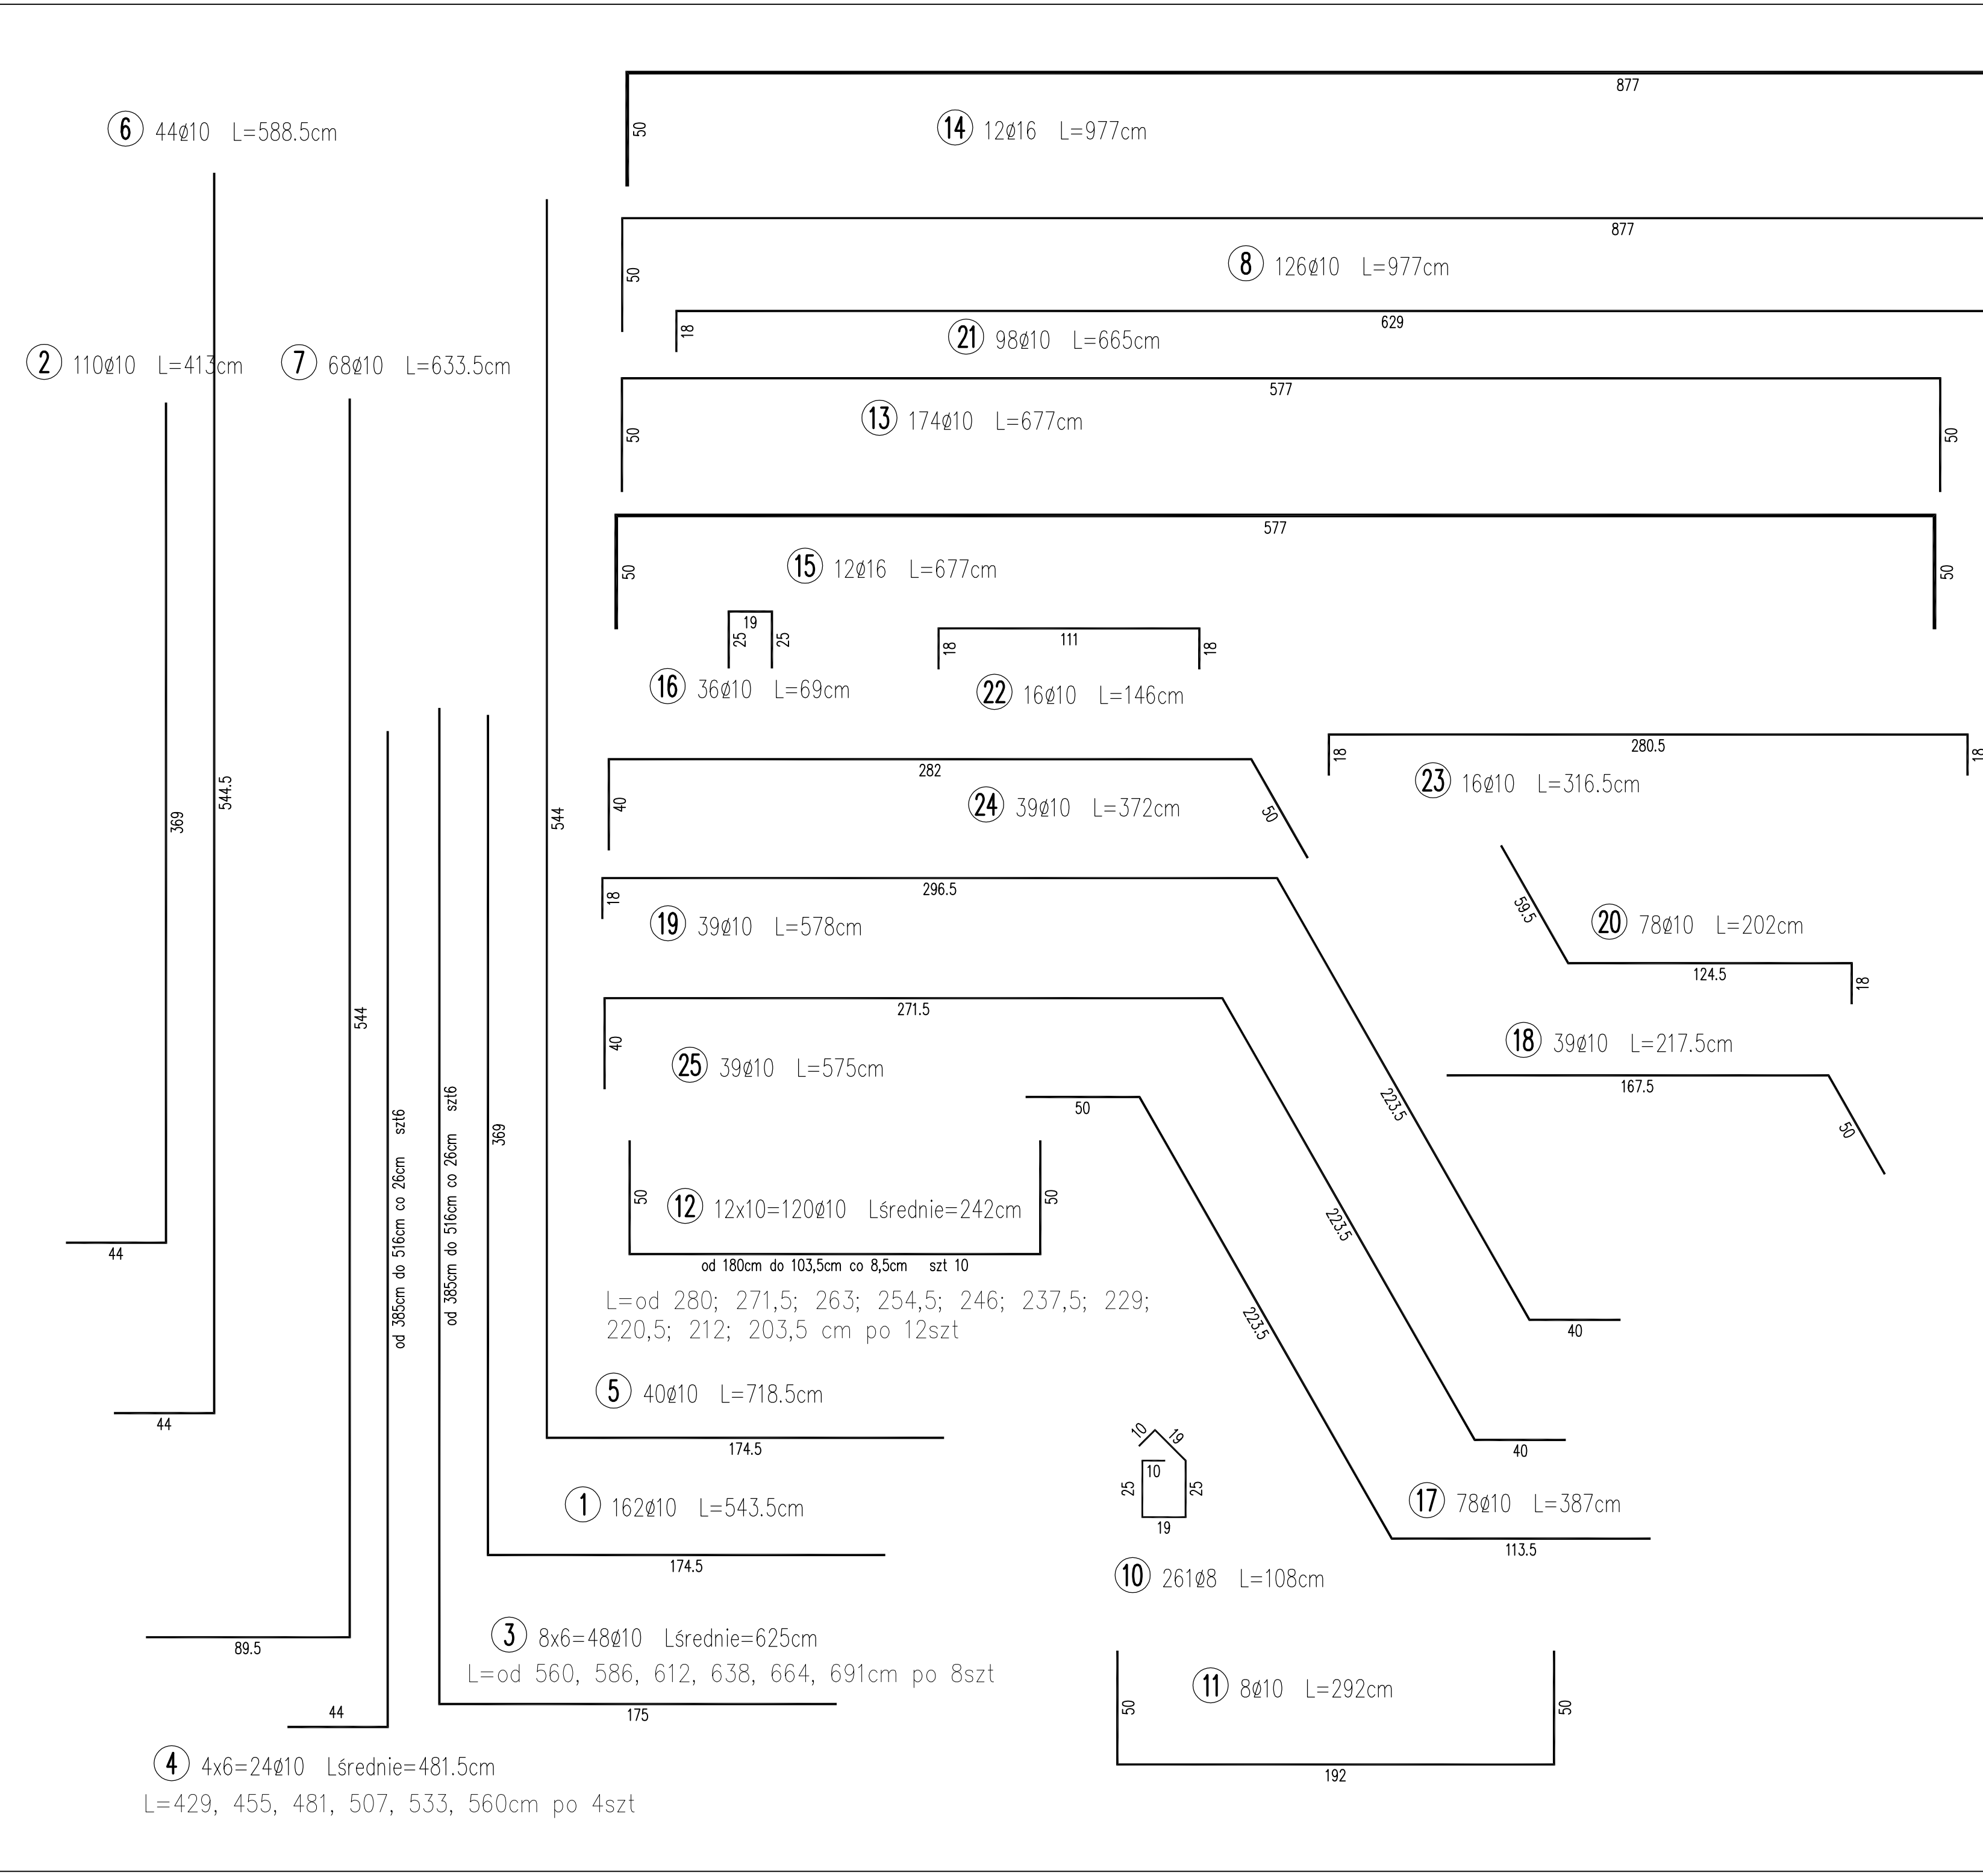 877
50
14 12ø16 L=977cm
6 44ø10 L=588.5cm
877
50
8 126ø10 L=977cm
629
18
21 98ø10 L=665cm
2 110ø10 L=413cm
7 68ø10 L=633.5cm
577
50
50
13 174ø10 L=677cm
577
50
50
15 12ø16 L=677cm
19
25
25
16 36ø10 L=69cm
111
18
18
22 16ø10 L=146cm
280.5
18
18
23 16ø10 L=316.5cm
282
40
50
24 39ø10 L=372cm
369
544.5
544
544
296.5
18
19 39ø10 L=578cm
223.5
40
59.5
20 78ø10 L=202cm
124.5
18
271.5
40
25 39ø10 L=575cm
223.5
40
18 39ø10 L=217.5cm
167.5
50
od 385cm do 516cm co 26cm szt6
od 385cm do 516cm co 26cm szt6
369
50
223.5
113.5
17 78ø10 L=387cm
50
50
12 12x10=120ø10 Lśrednie=242cm
od 180cm do 103,5cm co 8,5cm szt 10
L=od 280; 271,5; 263; 254,5; 246; 237,5; 229;
220,5; 212; 203,5 cm po 12szt
44
44
5 40ø10 L=718.5cm
174.5
1 162ø10 L=543.5cm
174.5
10
19
10
25
25
19
10 261ø8 L=108cm
89.5
3 8x6=48ø10 Lśrednie=625cm
L=od 560, 586, 612, 638, 664, 691cm po 8szt
175
11 8ø10 L=292cm
50
50
192
44
4 4x6=24ø10 Lśrednie=481.5cm
L=429, 455, 481, 507, 533, 560cm po 4szt